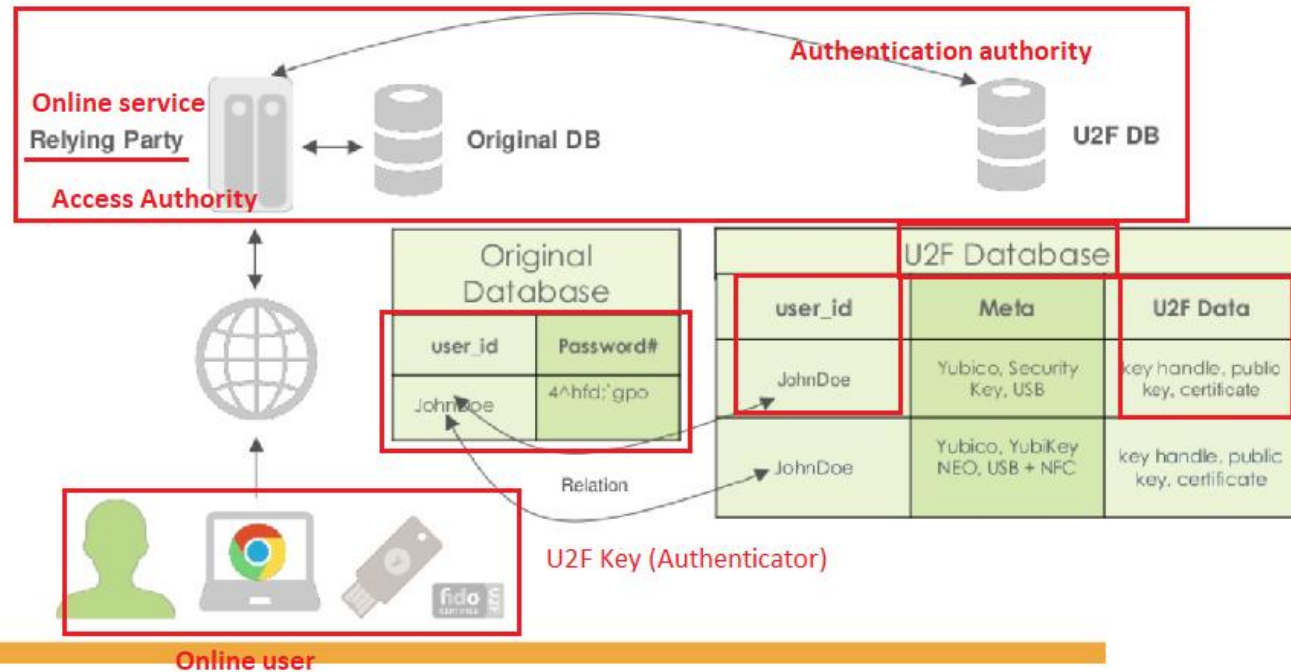 Authentication authority
Online service
Relying Party
Original DB
U2F DB
Access Authority
Original
Database
user_id
Password#
JohnDoe
4^hfd;`gpo
U2F Database
user_id
Meta
U2F Data
JohnDoe
Yubico, Security
Key, USB
key handle, public
key, certificate
JohnDoe
Yubico, YubiKey
NEO, USB + NFC
key handle, public
key, certificate
Relation
U2F Key (Authenticator)
fido
U2F
Online user